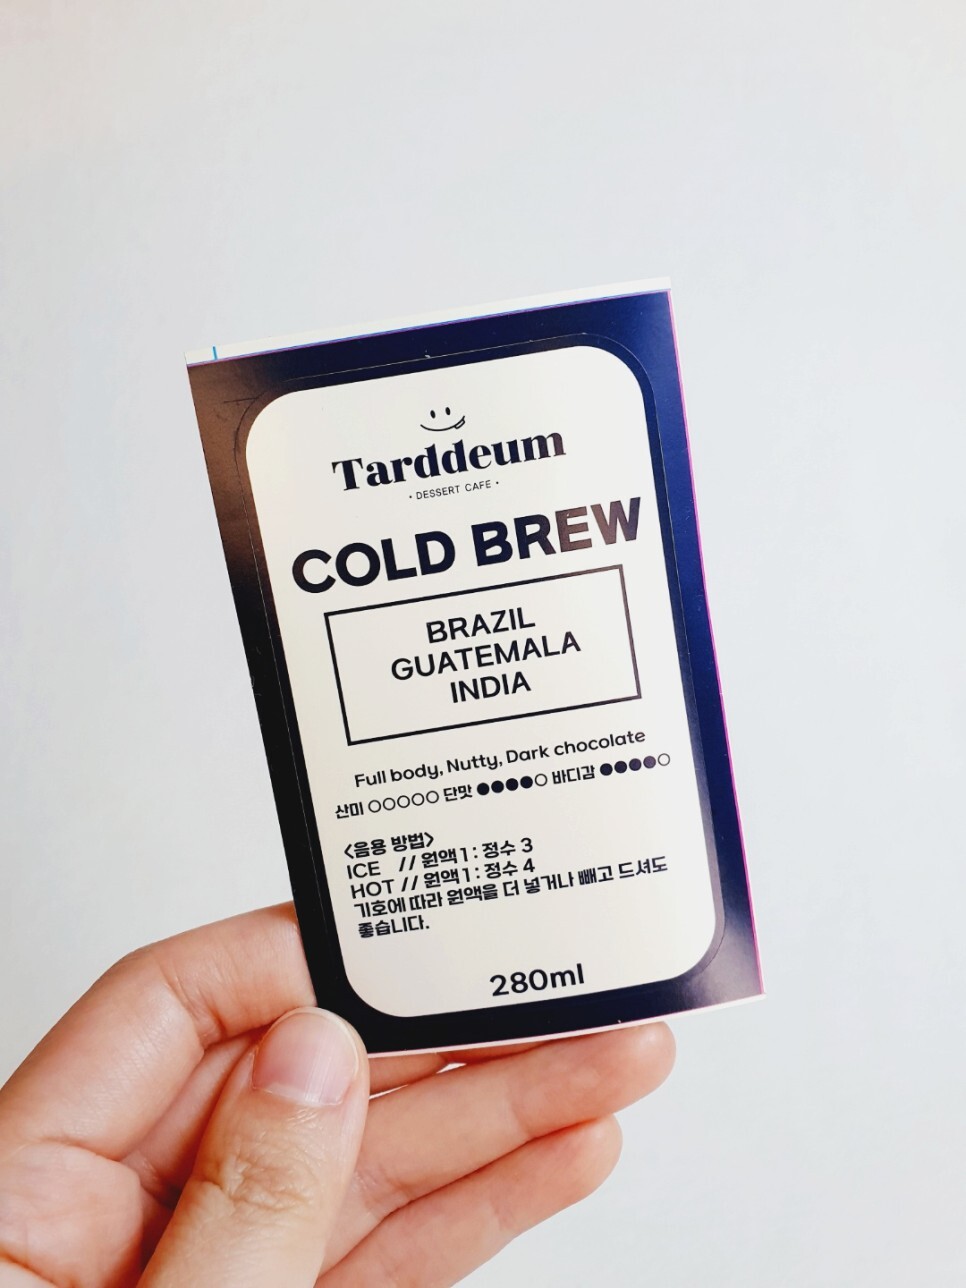 Tarddeum
• DESSERT CAFE •
COLD BREW
BRAZIL
GUATEMALA
INDIA
Full body, Nutty, Dark chocolate
산미 ○○○○○ 단맛 ●●●●○ 바디감 ●●●●○
<음용 방법>
ICE // 원액 1 : 정수 3
HOT // 원액 1 : 정수 4
기호에 따라 원액을 더 넣거나 빼고 드셔도
좋습니다.
280ml